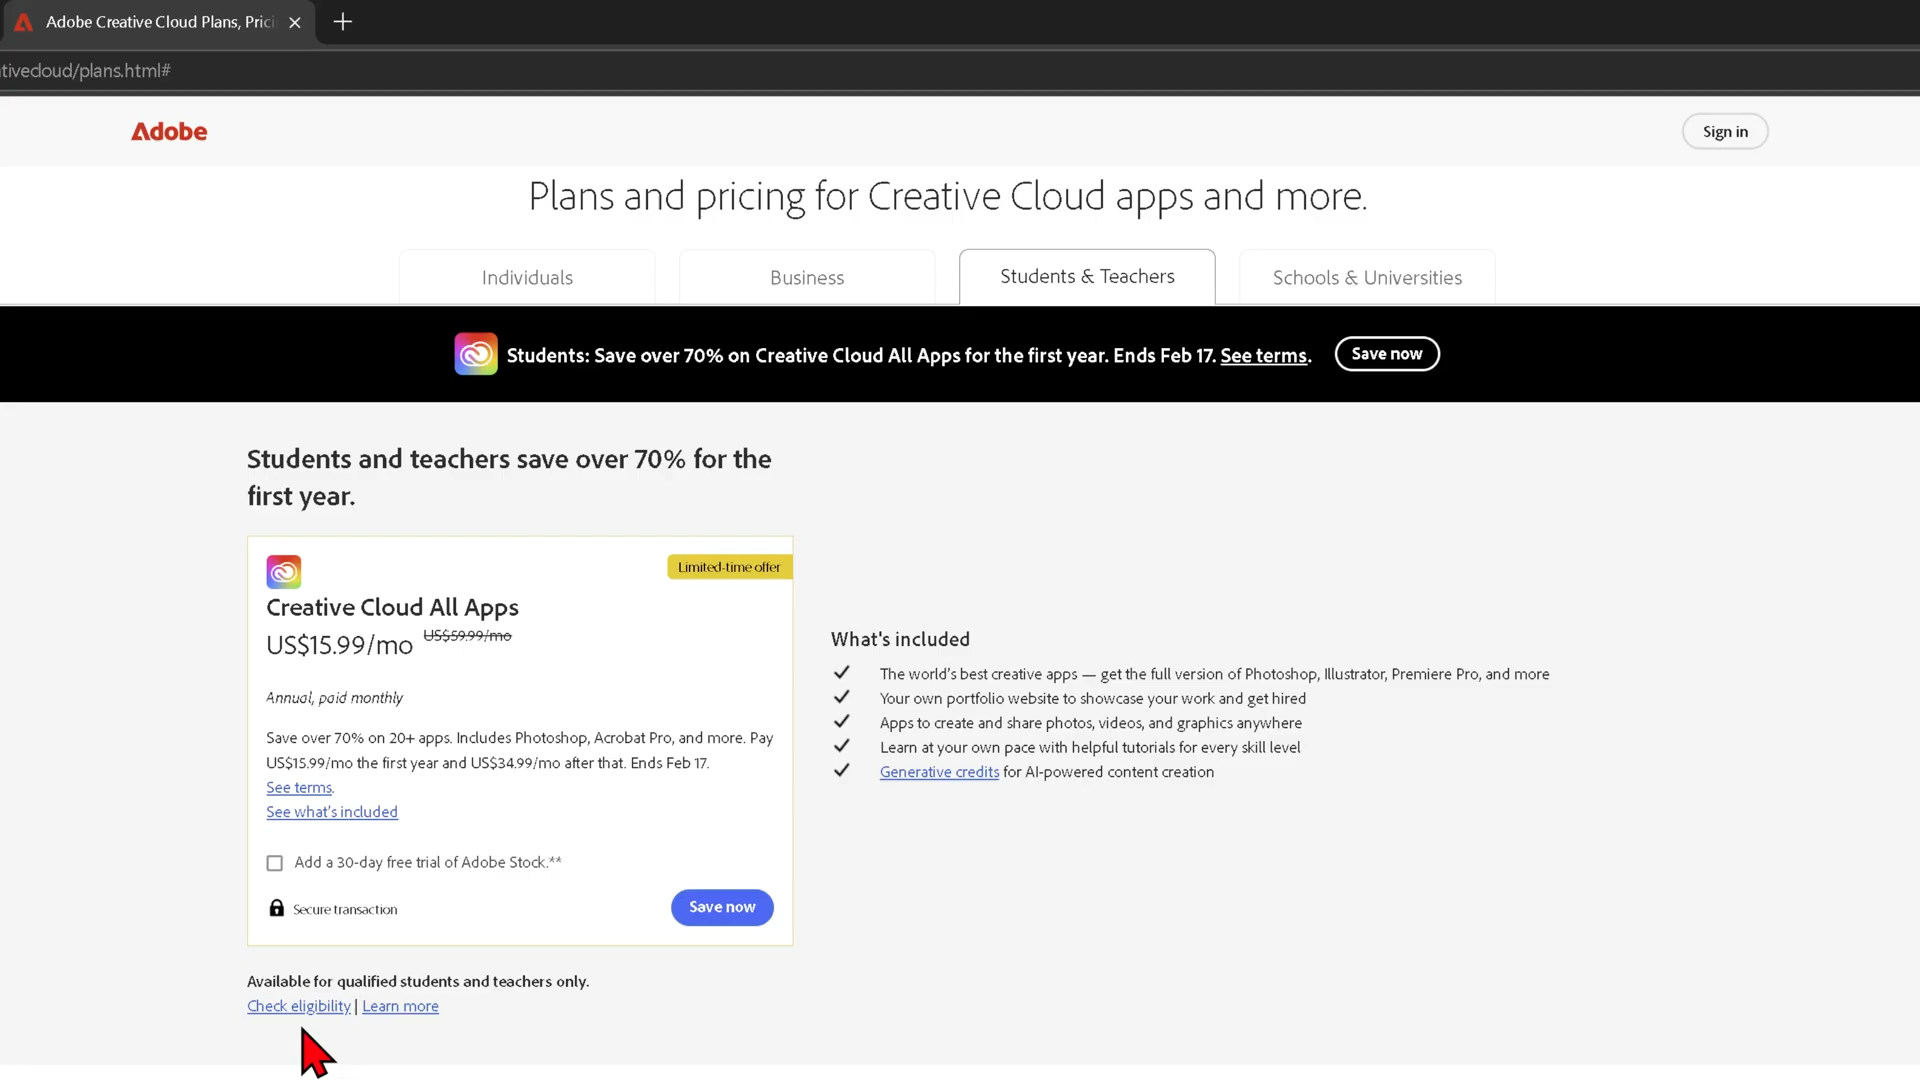 Adobe Creative Cloud Plans, Prici
tivecloud/plans.html#
Adobe
Sign in
Plans and pricing for Creative Cloud apps and more.
Individuals
Business
Students & Teachers
Schools & Universities
Students: Save over 70% on Creative Cloud All Apps for the first year. Ends Feb 17. See terms.
Save now
Students and teachers save over 70% for the
first year.
Limited-time offer
Creative Cloud All Apps
US$15.99/mo US$59.99/mo
Annual, paid monthly
Save over 70% on 20+ apps. Includes Photoshop, Acrobat Pro, and more. Pay
US$15.99/mo the first year and US$34.99/mo after that. Ends Feb 17.
See terms.
See what's included
Add a 30-day free trial of Adobe Stock.**
Secure transaction
Save now
Available for qualified students and teachers only.
Check eligibility | Learn more
What's included
The world's best creative apps — get the full version of Photoshop, Illustrator, Premiere Pro, and more
Your own portfolio website to showcase your work and get hired
Apps to create and share photos, videos, and graphics anywhere
Learn at your own pace with helpful tutorials for every skill level
Generative credits for AI-powered content creation